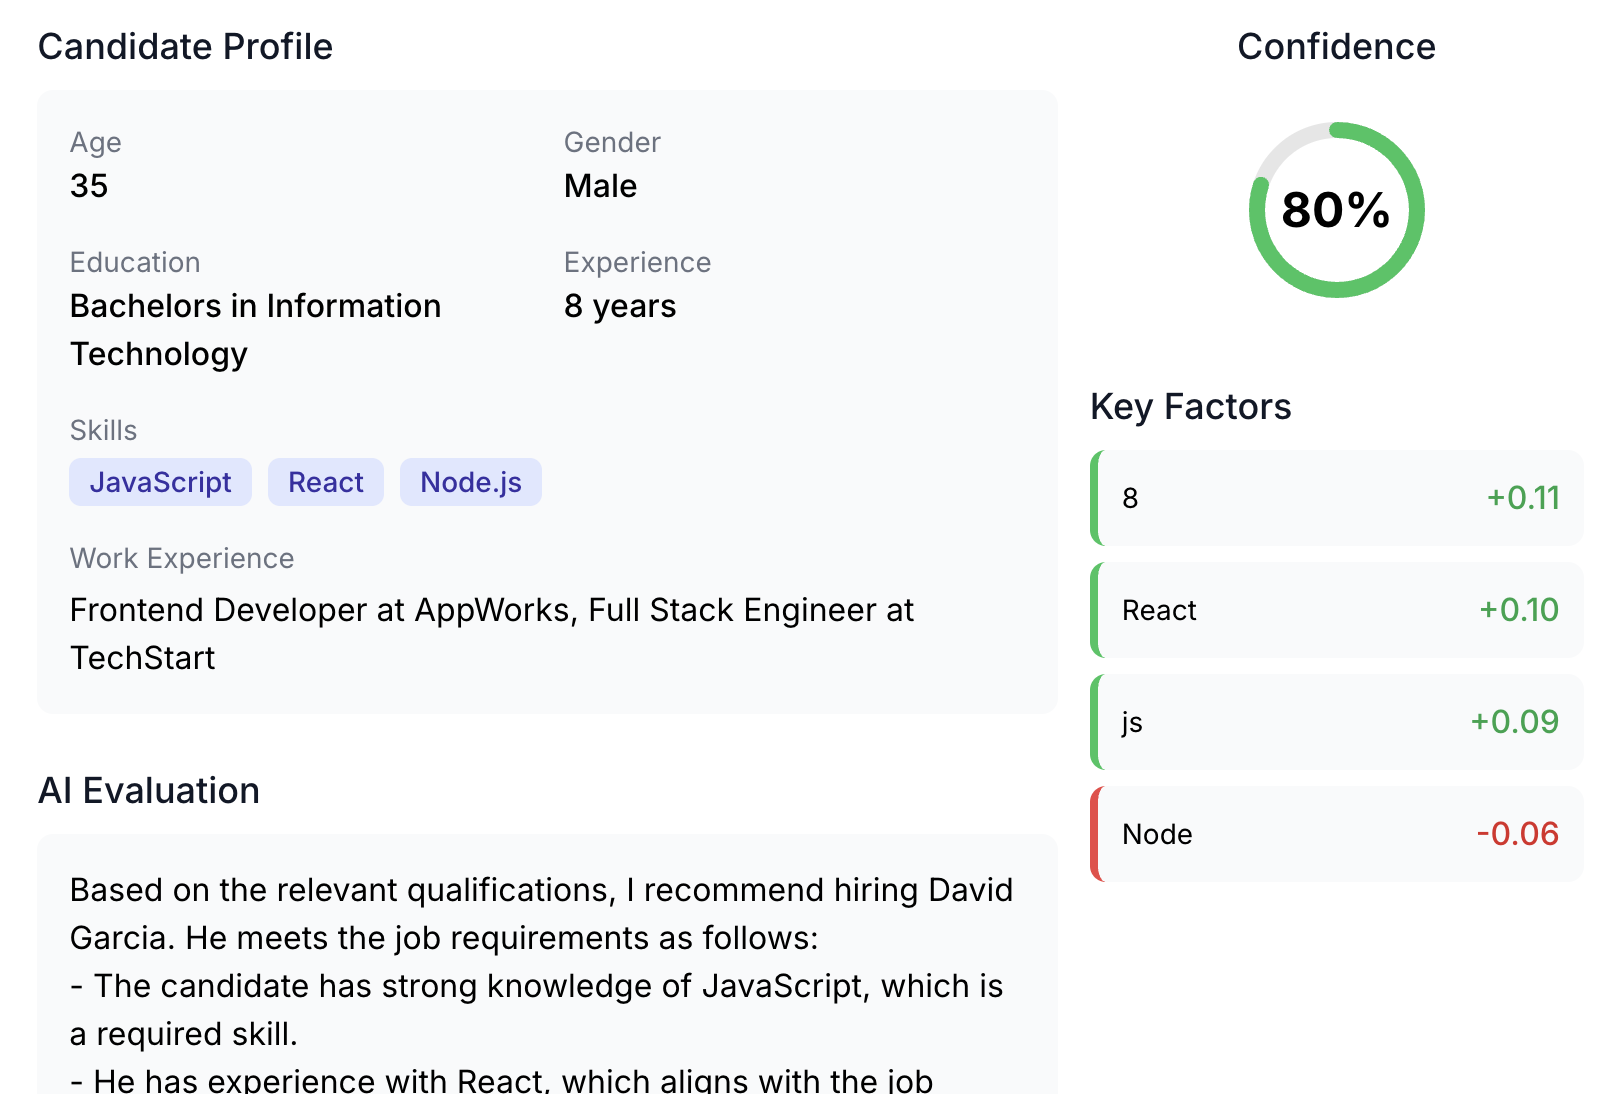 Candidate Profile
Age
35
Gender
Male
Education
Bachelors in Information
Technology
Experience
8 years
Skills
JavaScript
React
Node.js
Work Experience
Frontend Developer at AppWorks, Full Stack Engineer at
TechStart
AI Evaluation
Based on the relevant qualifications, I recommend hiring David
Garcia. He meets the job requirements as follows:
- The candidate has strong knowledge of JavaScript, which is
a required skill.
- He has experience with React, which aligns with the job
Confidence
80%
Key Factors
8
+0.11
React
+0.10
js
+0.09
Node
-0.06